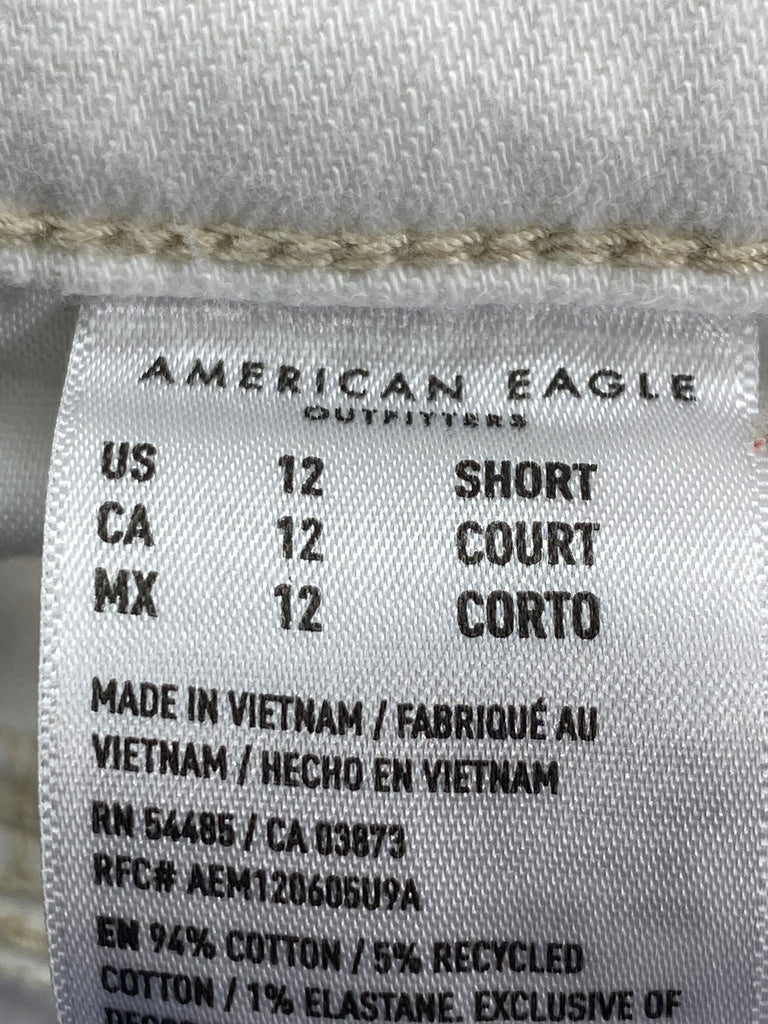 AMERICAN EAGLE
OUTFITTERS
US 12 SHORT
CA 12 COURT
MX 12 CORTO
MADE IN VIETNAM / FABRIQUÉ AU
VIETNAM / HECHO EN VIETNAM
RN 54485 / CA 03873
RFC# AEM120605U9A
EN 94% COTTON / 5% RECYCLED
COTTON / 1% ELASTANE. EXCLUSIVE OF